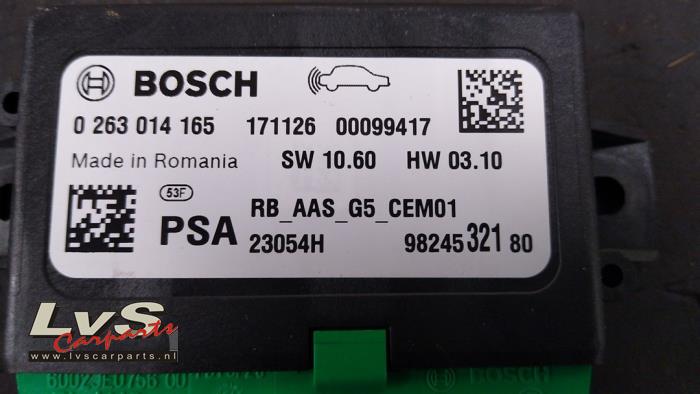 BOSCH
0 263 014 165 171126 00099417
Made in Romania SW 10.60 HW 03.10
53F
PSA RB_AAS_G5_CEM01
23054H 98245 321 80
LvS
Carparts
www.lvscarparts.nl